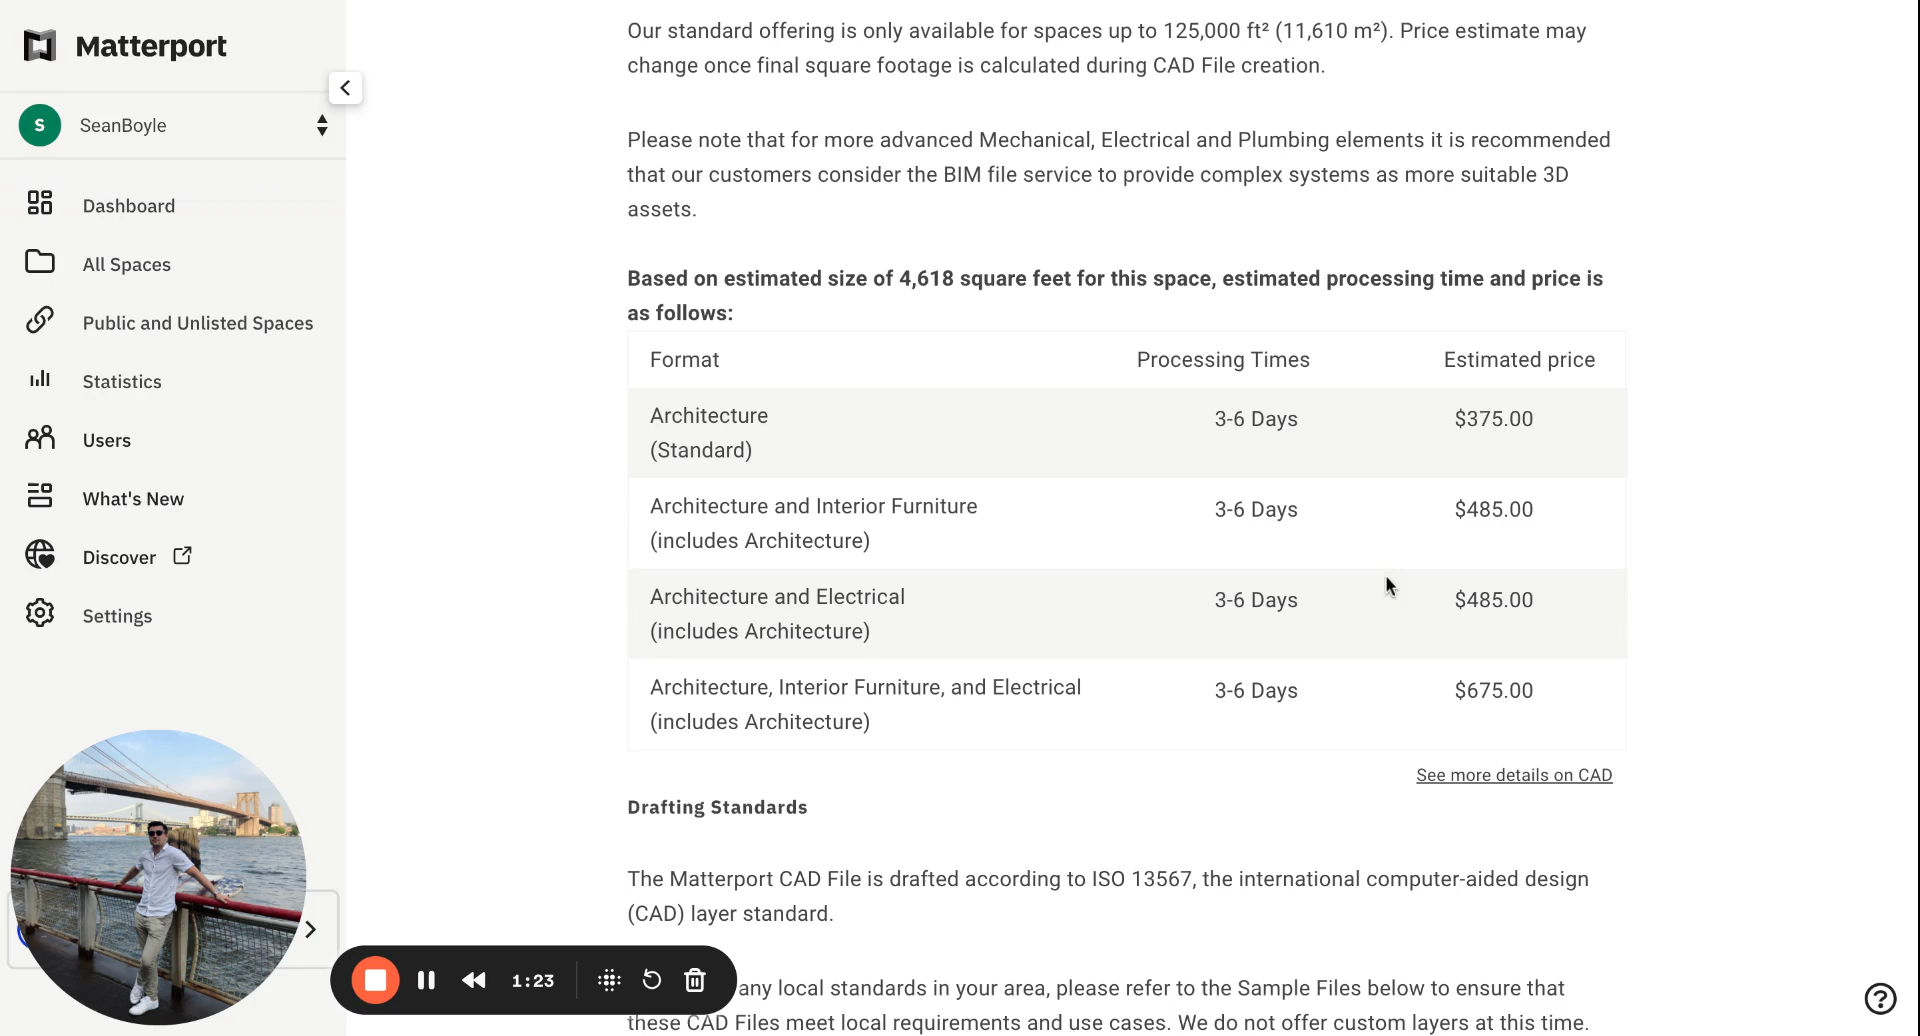 Matterport
S
SeanBoyle
Dashboard
All Spaces
Public and Unlisted Spaces
Statistics
Users
What's New
Discover
Settings
Our standard offering is only available for spaces up to 125,000 ft² (11,610 m²). Price estimate may
change once final square footage is calculated during CAD File creation.
Please note that for more advanced Mechanical, Electrical and Plumbing elements it is recommended
that our customers consider the BIM file service to provide complex systems as more suitable 3D
assets.
Based on estimated size of 4,618 square feet for this space, estimated processing time and price is
as follows:
Format Processing Times Estimated price
Architecture 3-6 Days $375.00
(Standard)
Architecture and Interior Furniture 3-6 Days $485.00
(includes Architecture)
Architecture and Electrical 3-6 Days $485.00
(includes Architecture)
Architecture, Interior Furniture, and Electrical 3-6 Days $675.00
(includes Architecture)
See more details on CAD
Drafting Standards
The Matterport CAD File is drafted according to ISO 13567, the international computer-aided design
(CAD) layer standard.
any local standards in your area, please refer to the Sample Files below to ensure that
these CAD Files meet local requirements and use cases. We do not offer custom layers at this time.
1:23
?